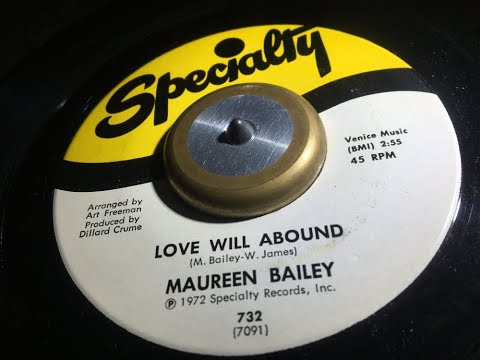 Specialty
Venice Music
(BMI) 2:55
45 RPM
Arranged by
Art Freeman
Produced by
Dillard Crume
LOVE WILL ABOUND
(M. Bailey-W. James)
MAUREEN BAILEY
℗ 1972 Specialty Records, Inc.
732
(7091)